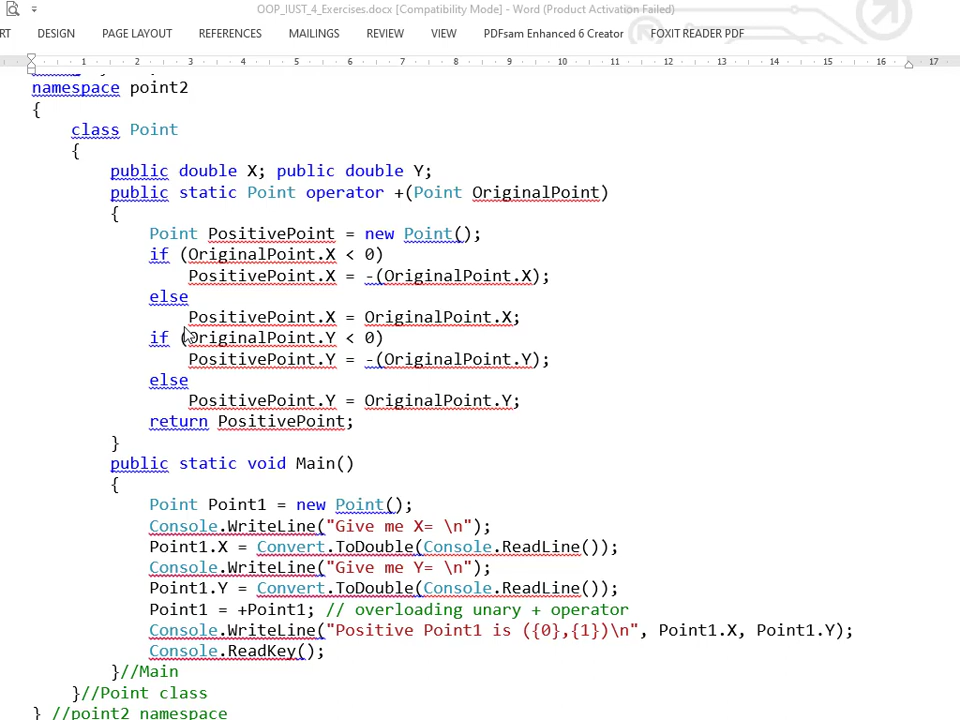 OOP_IUST_4_Exercises.docx [Compatibility Mode] - Word (Product Activation Failed)
RT DESIGN PAGE LAYOUT REFERENCES MAILINGS REVIEW VIEW PDFsam Enhanced 6 Creator FOXIT READER PDF
1 2 3 4 5 6 7 8 9 10 11 12 13 14 15 16 17
namespace point2
{
class Point
{
public double X; public double Y;
public static Point operator +(Point OriginalPoint)
{
Point PositivePoint = new Point();
if (OriginalPoint.X < 0)
PositivePoint.X = -(OriginalPoint.X);
else
PositivePoint.X = OriginalPoint.X;
if (OriginalPoint.Y < 0)
PositivePoint.Y = -(OriginalPoint.Y);
else
PositivePoint.Y = OriginalPoint.Y;
return PositivePoint;
}
public static void Main()
{
Point Point1 = new Point();
Console.WriteLine("Give me X= \n");
Point1.X = Convert.ToDouble(Console.ReadLine());
Console.WriteLine("Give me Y= \n");
Point1.Y = Convert.ToDouble(Console.ReadLine());
Point1 = +Point1; // overloading unary + operator
Console.WriteLine("Positive Point1 is ({0},{1})\n", Point1.X, Point1.Y);
Console.ReadKey();
}//Main
}//Point class
} //point2 namespace